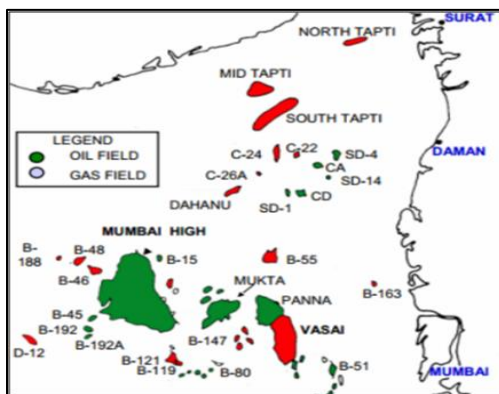 SURAT
NORTH TAPTI
MID TAPTI
SOUTH TAPTI
LEGEND
OIL FIELD
GAS FIELD
DAMAN
C-24
C-22
SD-4
CA
C-26A
SD-14
DAHANU
SD-1
CD
MUMBAI HIGH
B-
188
B-48
B-15
B-55
B-46
MUKTA
PANNA
B-163
B-45
B-192
B-147
VASAI
B-192A
D-12
B-121
B-119
B-80
B-51
MUMBAI